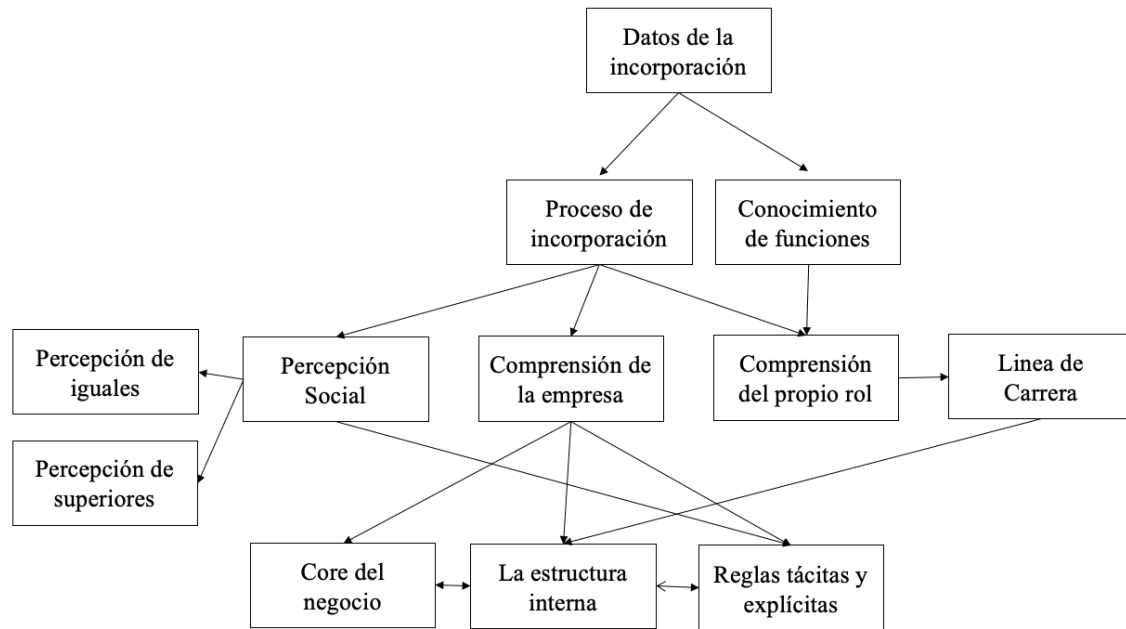 Datos de la
incorporación
Proceso de
incorporación
Conocimiento
de funciones
Percepción de
iguales
Percepción
Social
Comprensión de
la empresa
Comprensión
del propio rol
Linea de
Carrera
Percepción de
superiores
Core del
negocio
La estructura
interna
Reglas tácitas y
explícitas